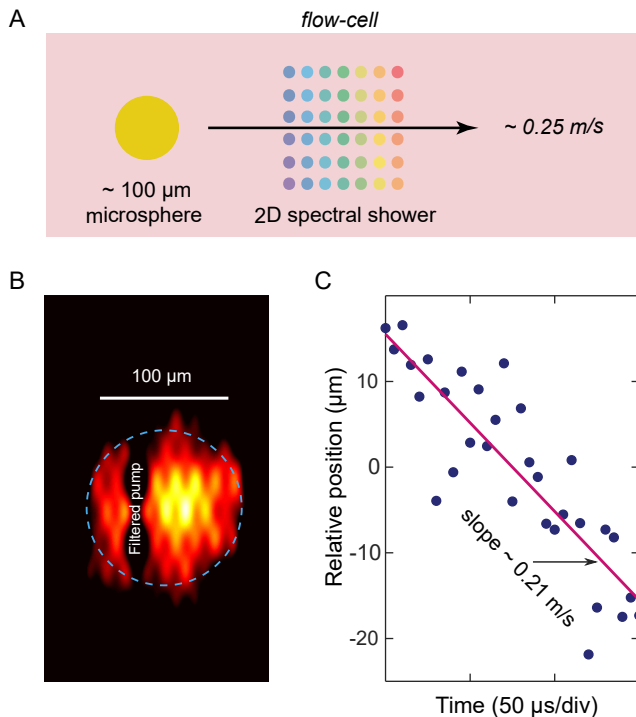 A
flow-cell
~ 0.25 m/s
~ 100 µm
microsphere
2D spectral shower
B
100 µm
Filtered pump
C
Relative position (µm)
10
0
-10
-20
slope ~ 0.21 m/s
Time (50 µs/div)